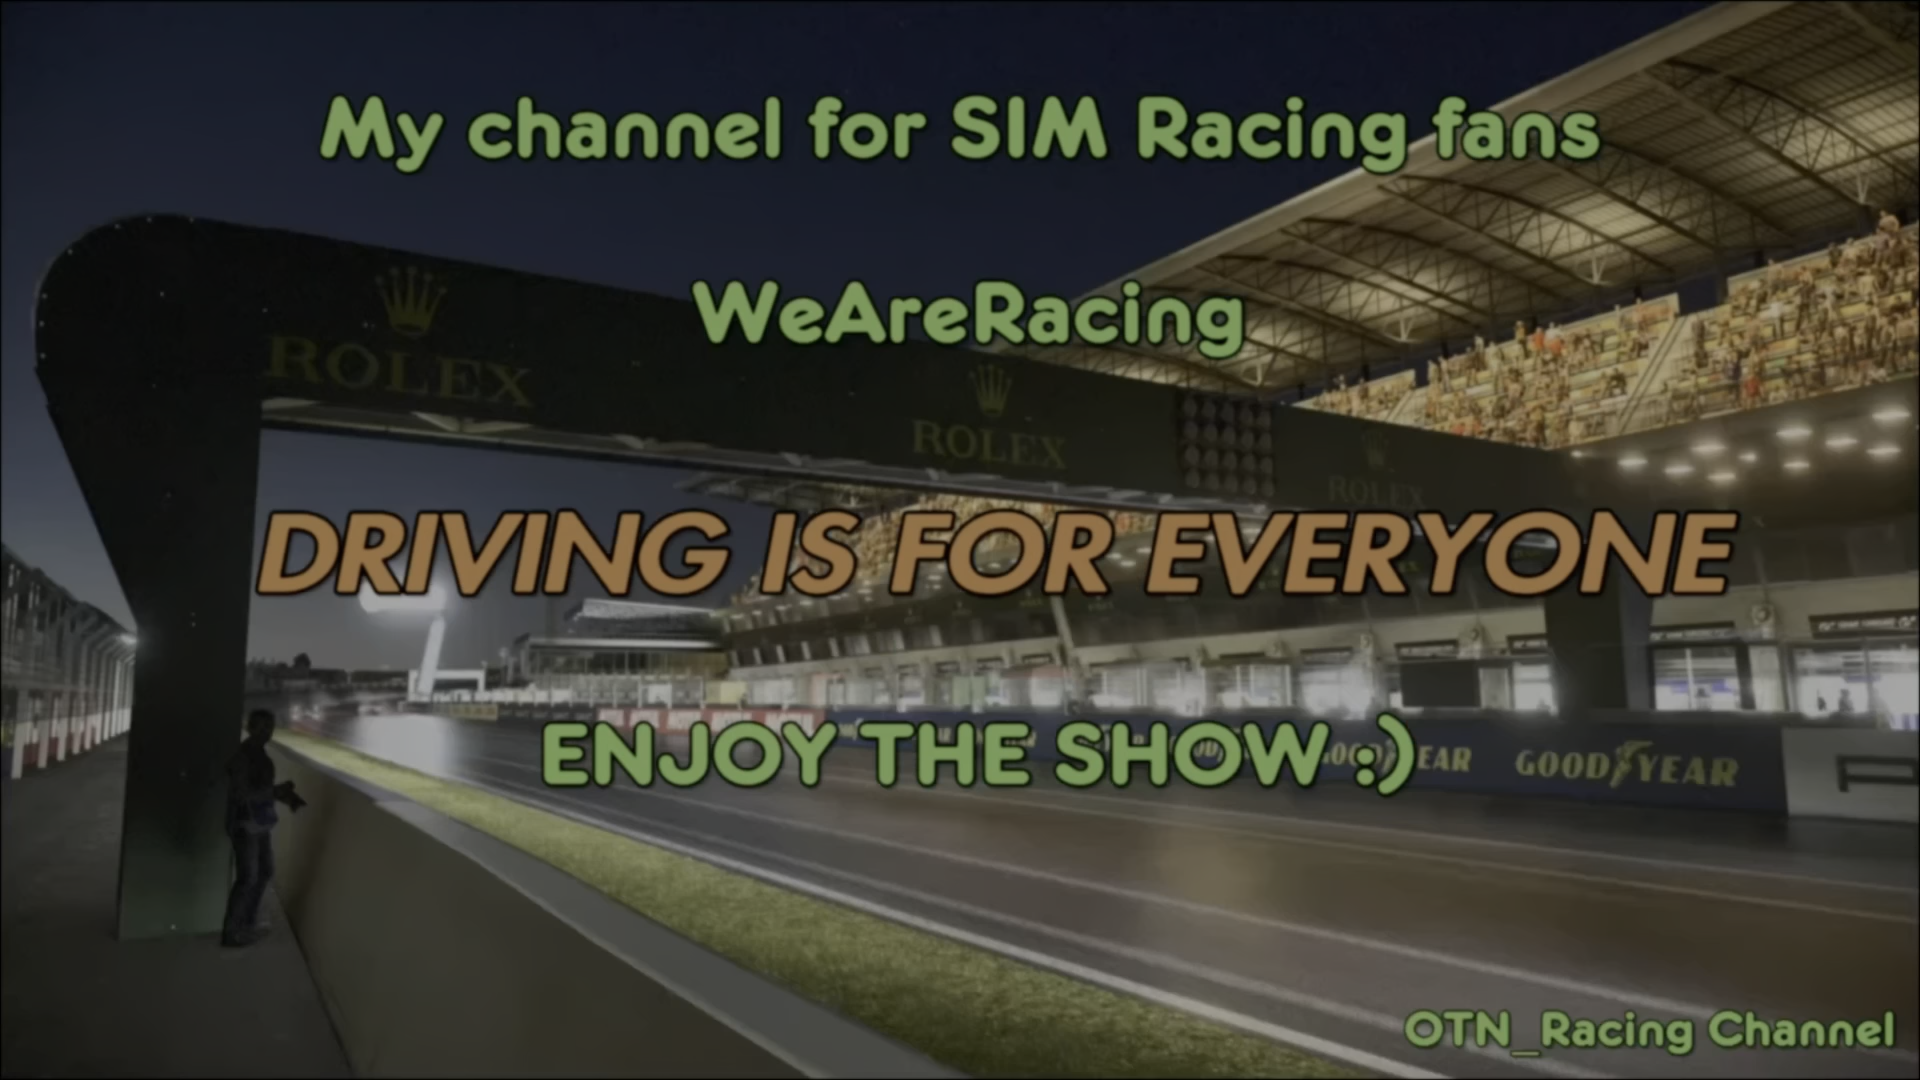 My channel for SIM Racing fans
WeAreRacing
ROLEX
ROLEX
ROLEX
DRIVING IS FOR EVERYONE
ENJOY THE SHOW :)
GOODYEAR
GOODYEAR
OTN_Racing Channel